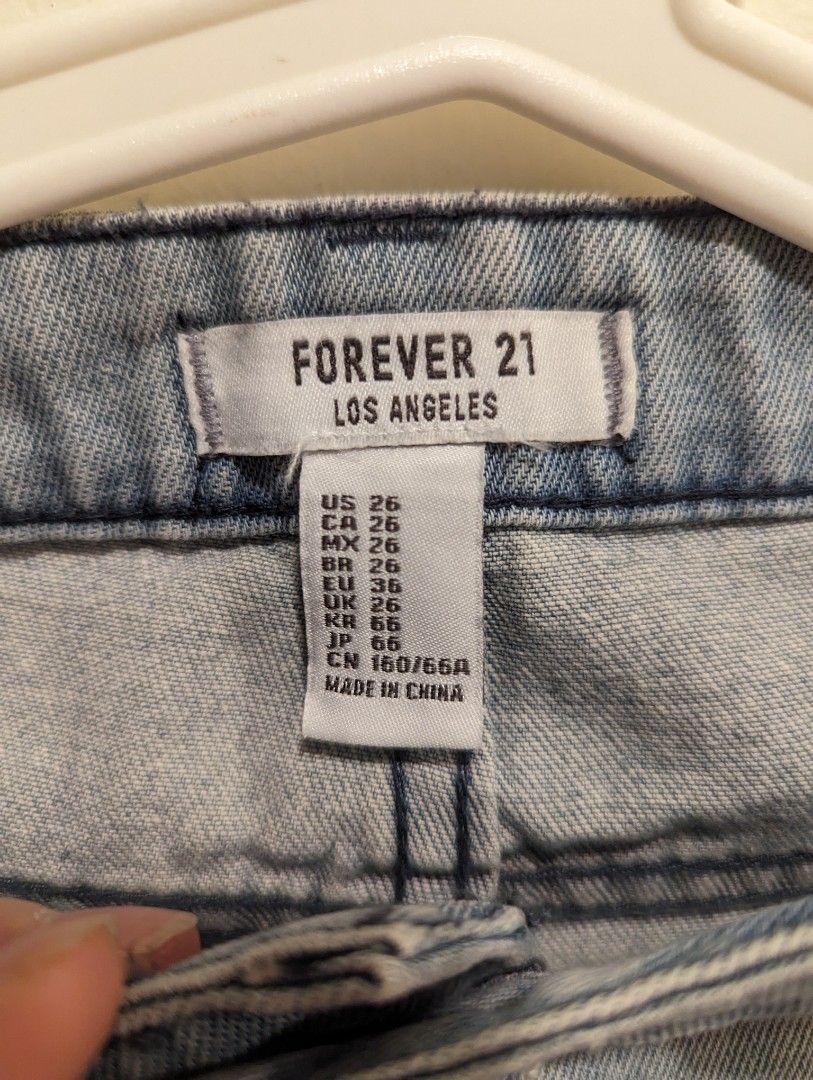 FOREVER 21
LOS ANGELES
US 26
CA 26
MX 26
BR 26
EU 36
UK 26
KR 66
JP 66
CN 160/66A
MADE IN CHINA